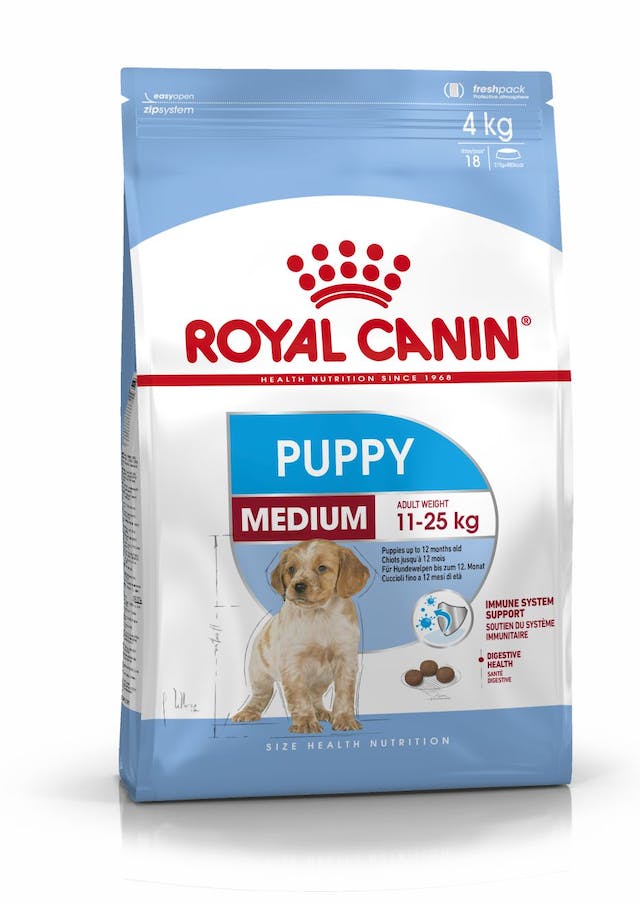 easyopen
zipsystem
freshpack
Protective atmosphere
4 kg
18
ROYAL CANIN®
HEALTH NUTRITION SINCE 1968
PUPPY
MEDIUM
ADULT WEIGHT
11-25 kg
Puppies up to 12 months old
Chiots jusqu'à 12 mois
Für Hundewelpen bis zum 12. Monat
Cuccioli fino a 12 mesi di età
IMMUNE SYSTEM
SUPPORT
SOUTIEN DU SYSTÈME
IMMUNITAIRE
DIGESTIVE
HEALTH
SANTÉ
DIGESTIVE
SIZE HEALTH NUTRITION